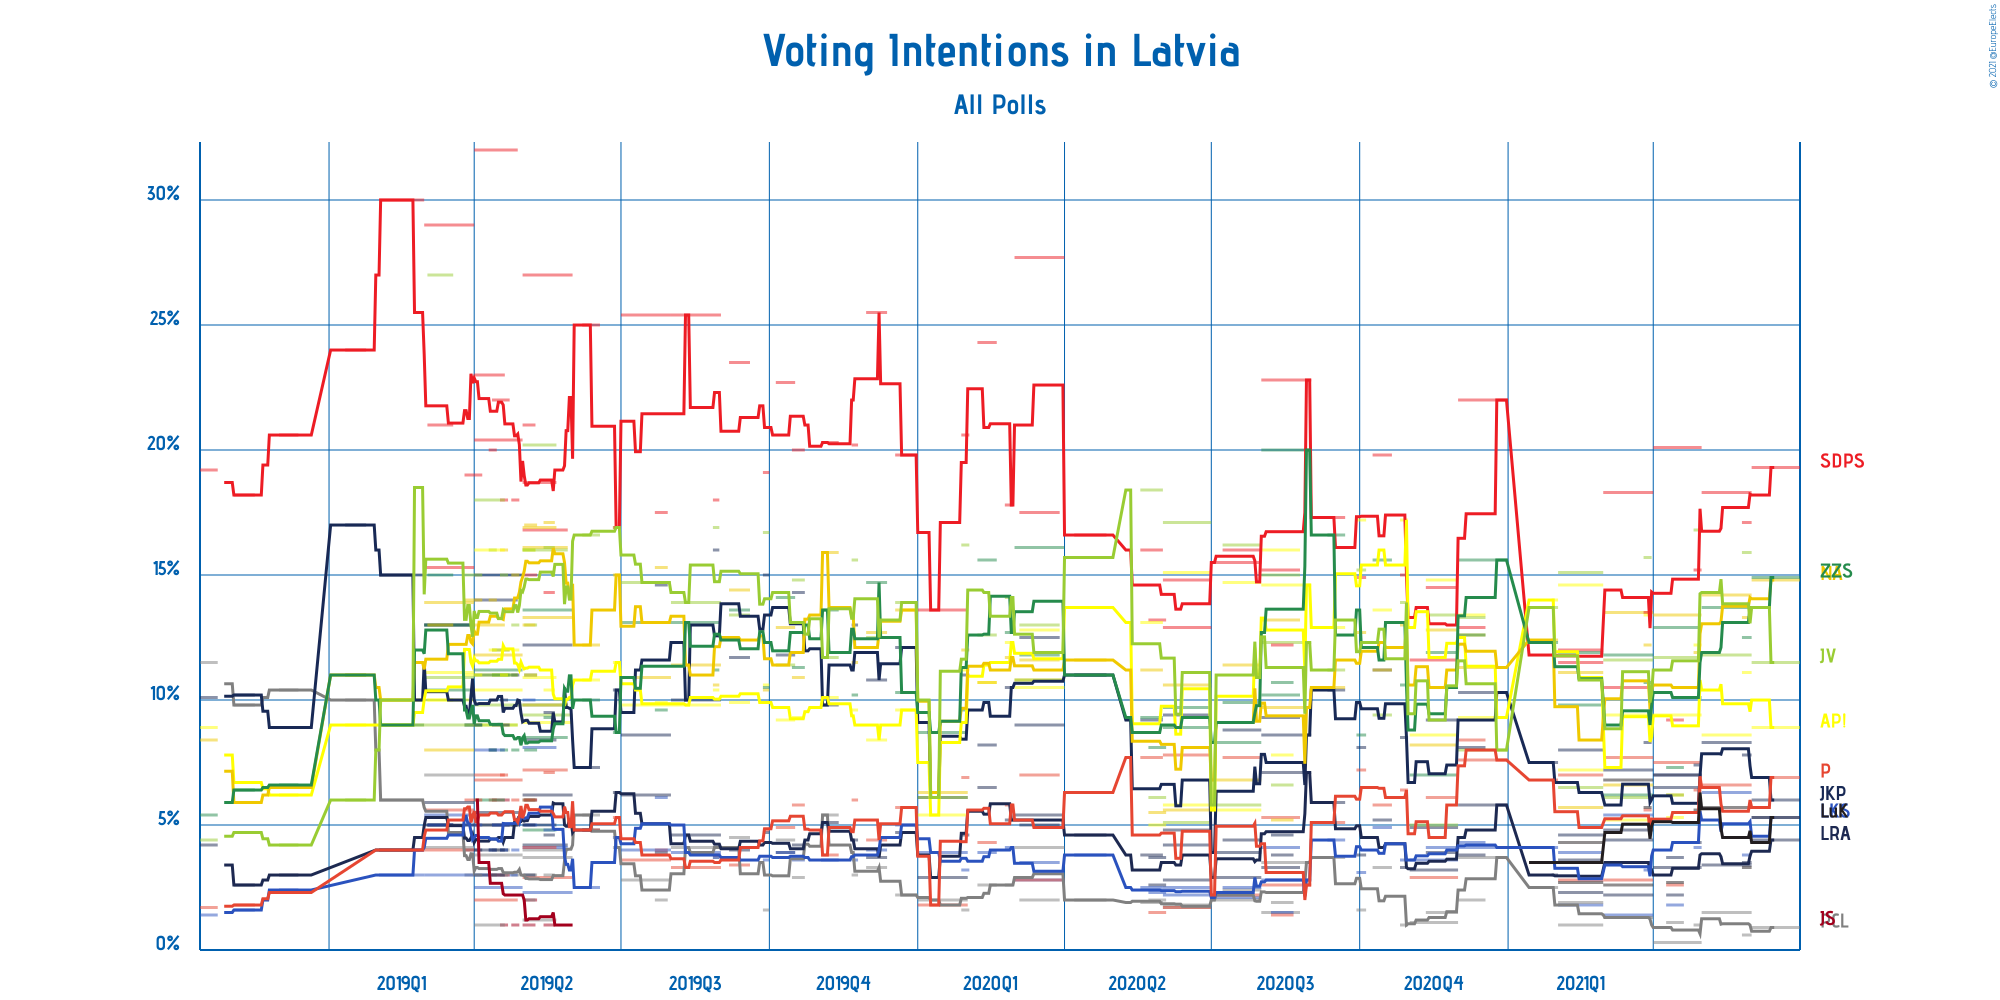 © 2021 @EuropeElects
Voting Intentions in Latvia
All Polls
30%
25%
20%
15%
10%
5%
0%
SDPS
ZZS
JV
API
P
JKP
LRA
JS
2019Q1
2019Q2
2019Q3
2019Q4
2020Q1
2020Q2
2020Q3
2020Q4
2021Q1